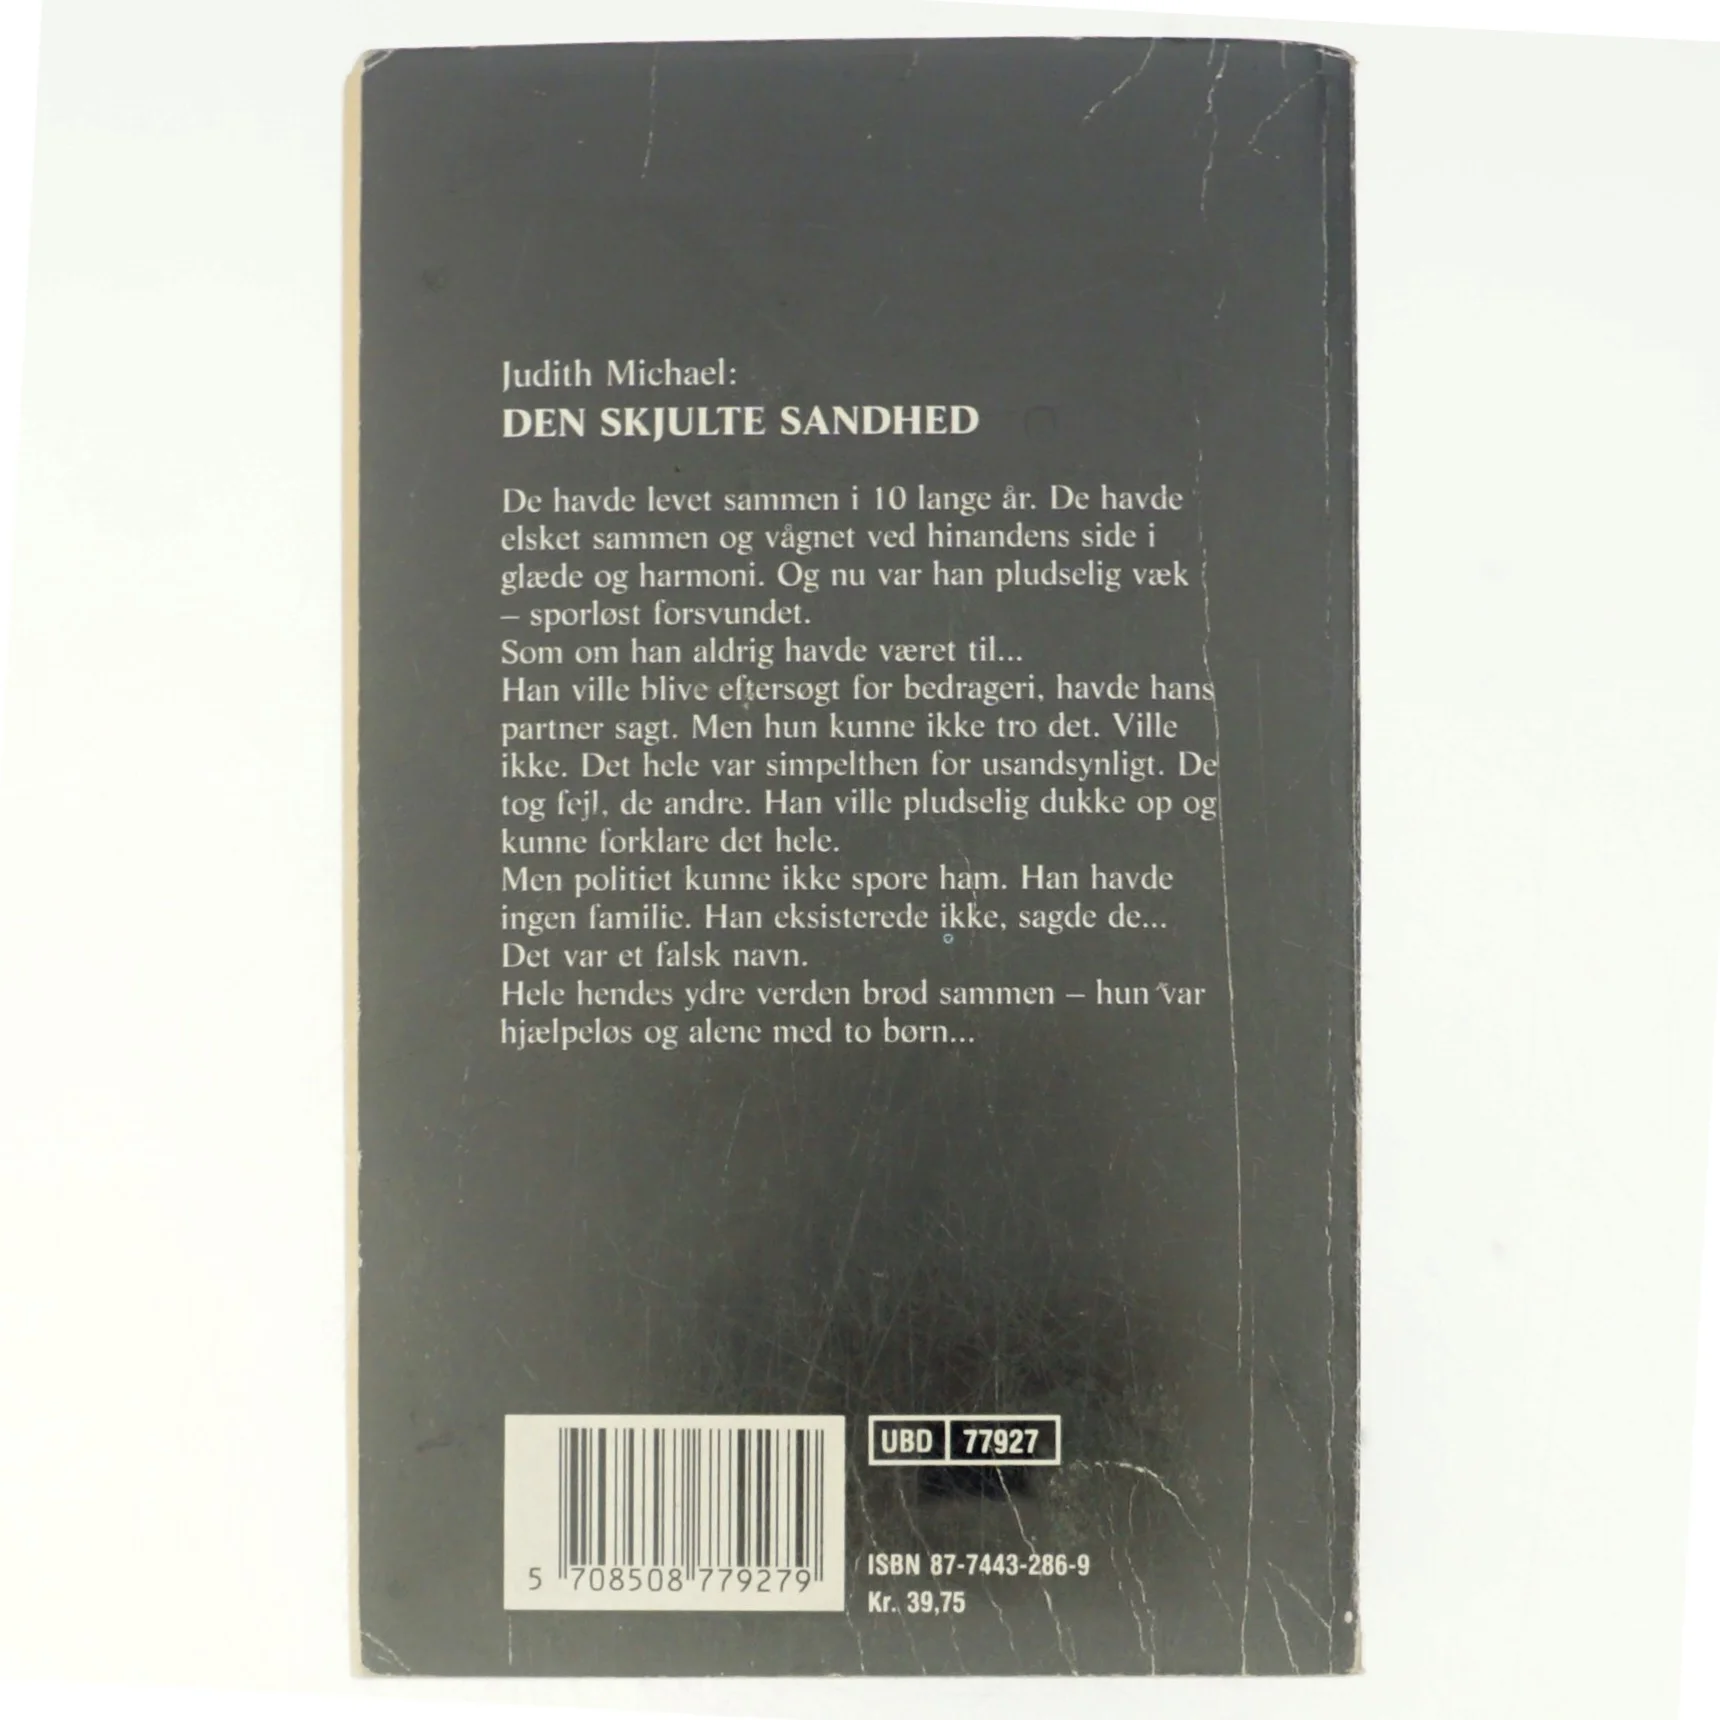 Judith Michael:
DEN SKJULTE SANDHED
De havde levet sammen i 10 lange år. De havde
elsket sammen og vågnet ved hinandens side i
glæde og harmoni. Og nu var han pludselig væk
– sporløst forsvundet.
Som om han aldrig havde været til...
Han ville blive eftersøgt for bedrageri, havde hans
partner sagt. Men hun kunne ikke tro det. Ville
ikke. Det hele var simpelthen for usandsynligt. De
tog fejl, de andre. Han ville pludselig dukke op og
kunne forklare det hele.
Men politiet kunne ikke spore ham. Han havde
ingen familie. Han eksisterede ikke, sagde de...
Det var et falsk navn.
Hele hendes ydre verden brød sammen – hun var
hjælpeløs og alene med to børn...
UBD 77927
5 708508 779279
ISBN 87-7443-286-9
Kr. 39,75